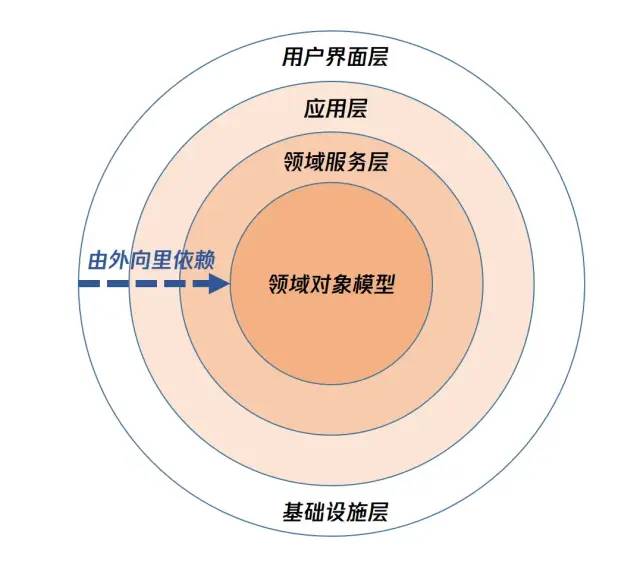 用户界面层
应用层
领域服务层
由外向里依赖
领域对象模型
基础设施层